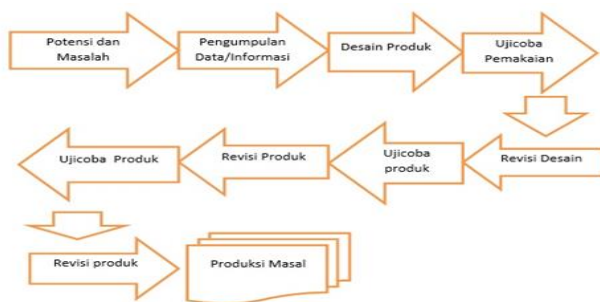 Potensi dan
Masalah
Pengumpulan
Data/Informasi
Desain Produk
Ujicoba
Pemakaian
Revisi Desain
Ujicoba
produk
Revisi Produk
Ujicoba Produk
Revisi produk
Produksi Masal